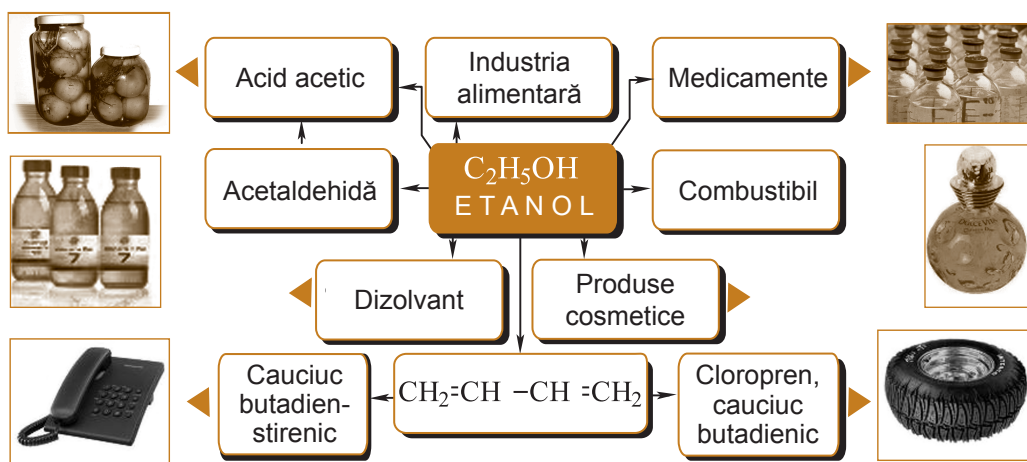 Acid acetic
Industria
alimentară
Medicamente
Acetaldehidă
C₂H₅OH
ETANOL
Combustibil
Dizolvant
Produse
cosmetice
Cauciuc
butadien-
stirenic
CH₂=CH–CH=CH₂
Cloropren,
cauciuc
butadienic
7